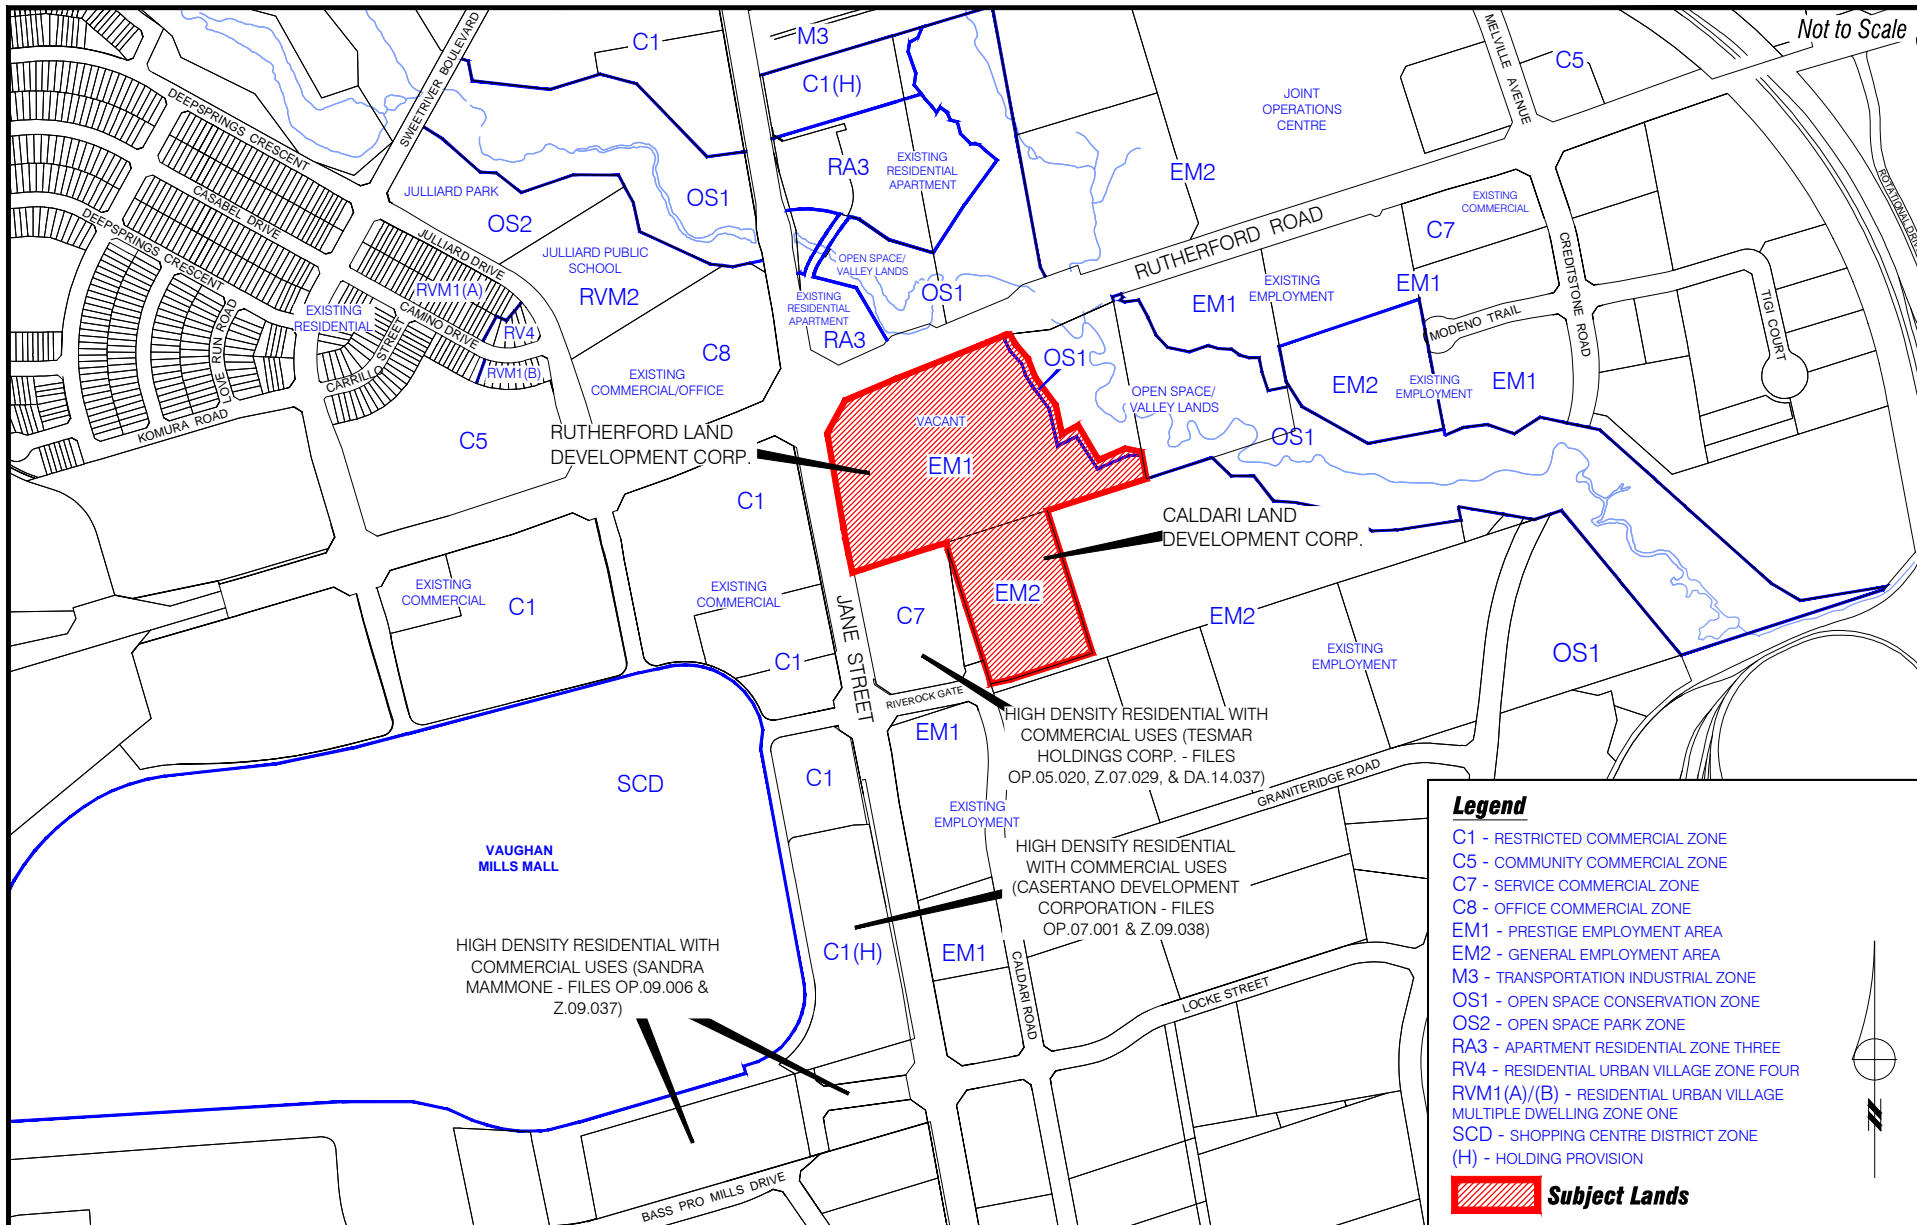 Not to Scale
C1
M3
C5
C1(H)
JOINT
OPERATIONS
CENTRE
MELVILLE AVENUE
SWEETRIVER BOULEVARD
DEEPSPRINGS CRESCENT
ROTATIONAL DRIVE
JULLIARD PARK
OS2
OS1
RA3
EXISTING
RESIDENTIAL
APARTMENT
EM2
CASABEL DRIVE
DEEPSPRINGS CRESCENT
JULLIARD DRIVE
JULLIARD PUBLIC
SCHOOL
RVM2
OPEN SPACE/
VALLEY LANDS
OS1
RUTHERFORD ROAD
EXISTING
COMMERCIAL
C7
CREDITSTONE ROAD
RVM1(A)
CAMINO DRIVE
RV4
RVM1(B)
EXISTING
RESIDENTIAL
LOVE RUN ROAD
CARRILLO STREET
KOMURA ROAD
EXISTING
RESIDENTIAL
APARTMENT
RA3
EM1
EXISTING
EMPLOYMENT
EM1
MODENO TRAIL
TIGI COURT
C8
EXISTING
COMMERCIAL/OFFICE
OS1
OPEN SPACE/
VALLEY LANDS
EM2
EXISTING
EMPLOYMENT
EM1
C5
RUTHERFORD LAND
DEVELOPMENT CORP.
VACANT
EM1
OS1
C1
CALDARI LAND
DEVELOPMENT CORP.
EXISTING
COMMERCIAL
C1
EXISTING
COMMERCIAL
C1
JANE STREET
C7
EM2
EM2
EXISTING
EMPLOYMENT
OS1
RIVEROCK GATE
EM1
HIGH DENSITY RESIDENTIAL WITH
COMMERCIAL USES (TESMAR
HOLDINGS CORP. - FILES
OP.05.020, Z.07.029, & DA.14.037)
GRANITERIDGE ROAD
SCD
C1
EXISTING
EMPLOYMENT
VAUGHAN
MILLS MALL
HIGH DENSITY RESIDENTIAL
WITH COMMERCIAL USES
(CASERTANO DEVELOPMENT
CORPORATION - FILES
OP.07.001 & Z.09.038)
C1(H)
EM1
CALDARI ROAD
LOCKE STREET
HIGH DENSITY RESIDENTIAL WITH
COMMERCIAL USES (SANDRA
MAMMONE - FILES OP.09.006 &
Z.09.037)
BASS PRO MILLS DRIVE
Legend
C1 - RESTRICTED COMMERCIAL ZONE
C5 - COMMUNITY COMMERCIAL ZONE
C7 - SERVICE COMMERCIAL ZONE
C8 - OFFICE COMMERCIAL ZONE
EM1 - PRESTIGE EMPLOYMENT AREA
EM2 - GENERAL EMPLOYMENT AREA
M3 - TRANSPORTATION INDUSTRIAL ZONE
OS1 - OPEN SPACE CONSERVATION ZONE
OS2 - OPEN SPACE PARK ZONE
RA3 - APARTMENT RESIDENTIAL ZONE THREE
RV4 - RESIDENTIAL URBAN VILLAGE ZONE FOUR
RVM1(A)/(B) - RESIDENTIAL URBAN VILLAGE
MULTIPLE DWELLING ZONE ONE
SCD - SHOPPING CENTRE DISTRICT ZONE
(H) - HOLDING PROVISION
Subject Lands
N